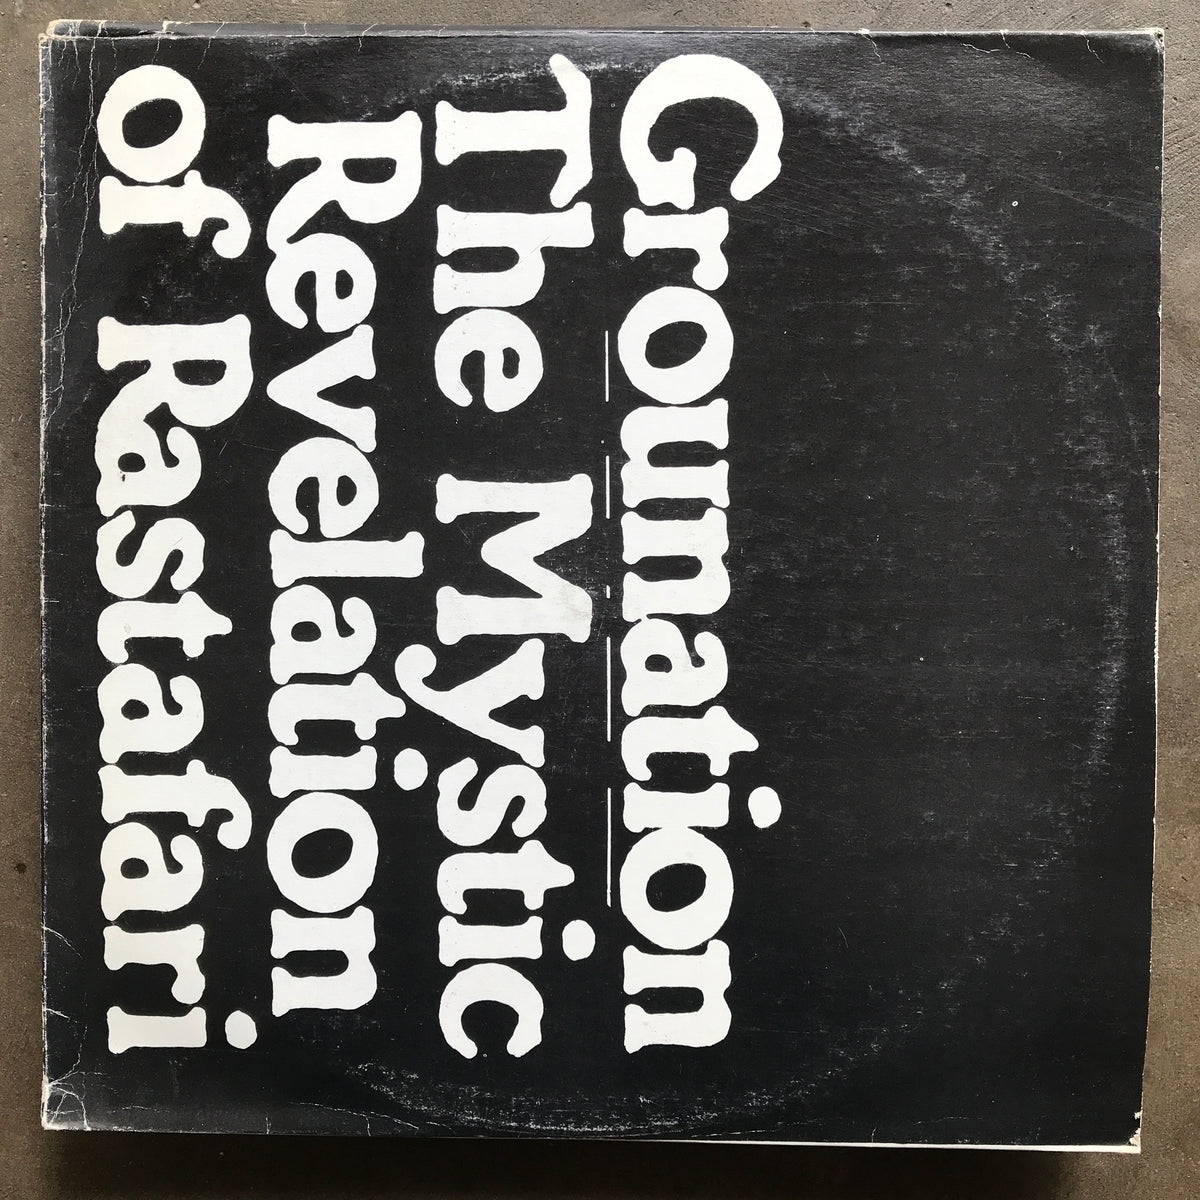 Grounation
The Mystic
Revelation
of Rastafari